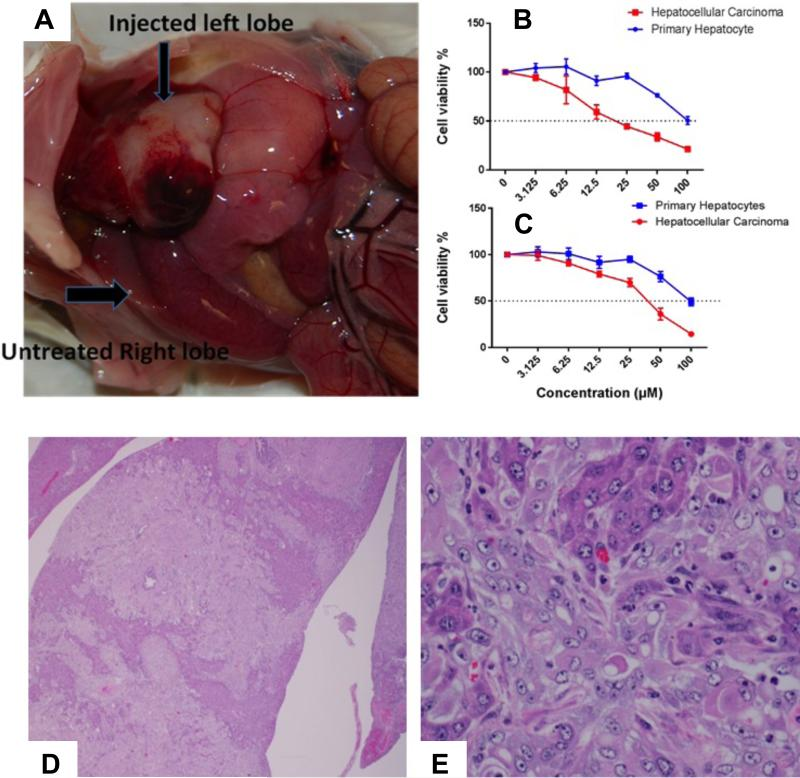 A
Injected left lobe
Untreated Right lobe
B
Hepatocellular Carcinoma
Primary Hepatocyte
Cell viability %
150
100
50
0
0 3.125 6.25 12.5 25 50 100
C
Primary Hepatocytes
Hepatocellular Carcinoma
Cell viability %
150
100
50
0
0 3.125 6.25 12.5 25 50 100
Concentration (µM)
D
E